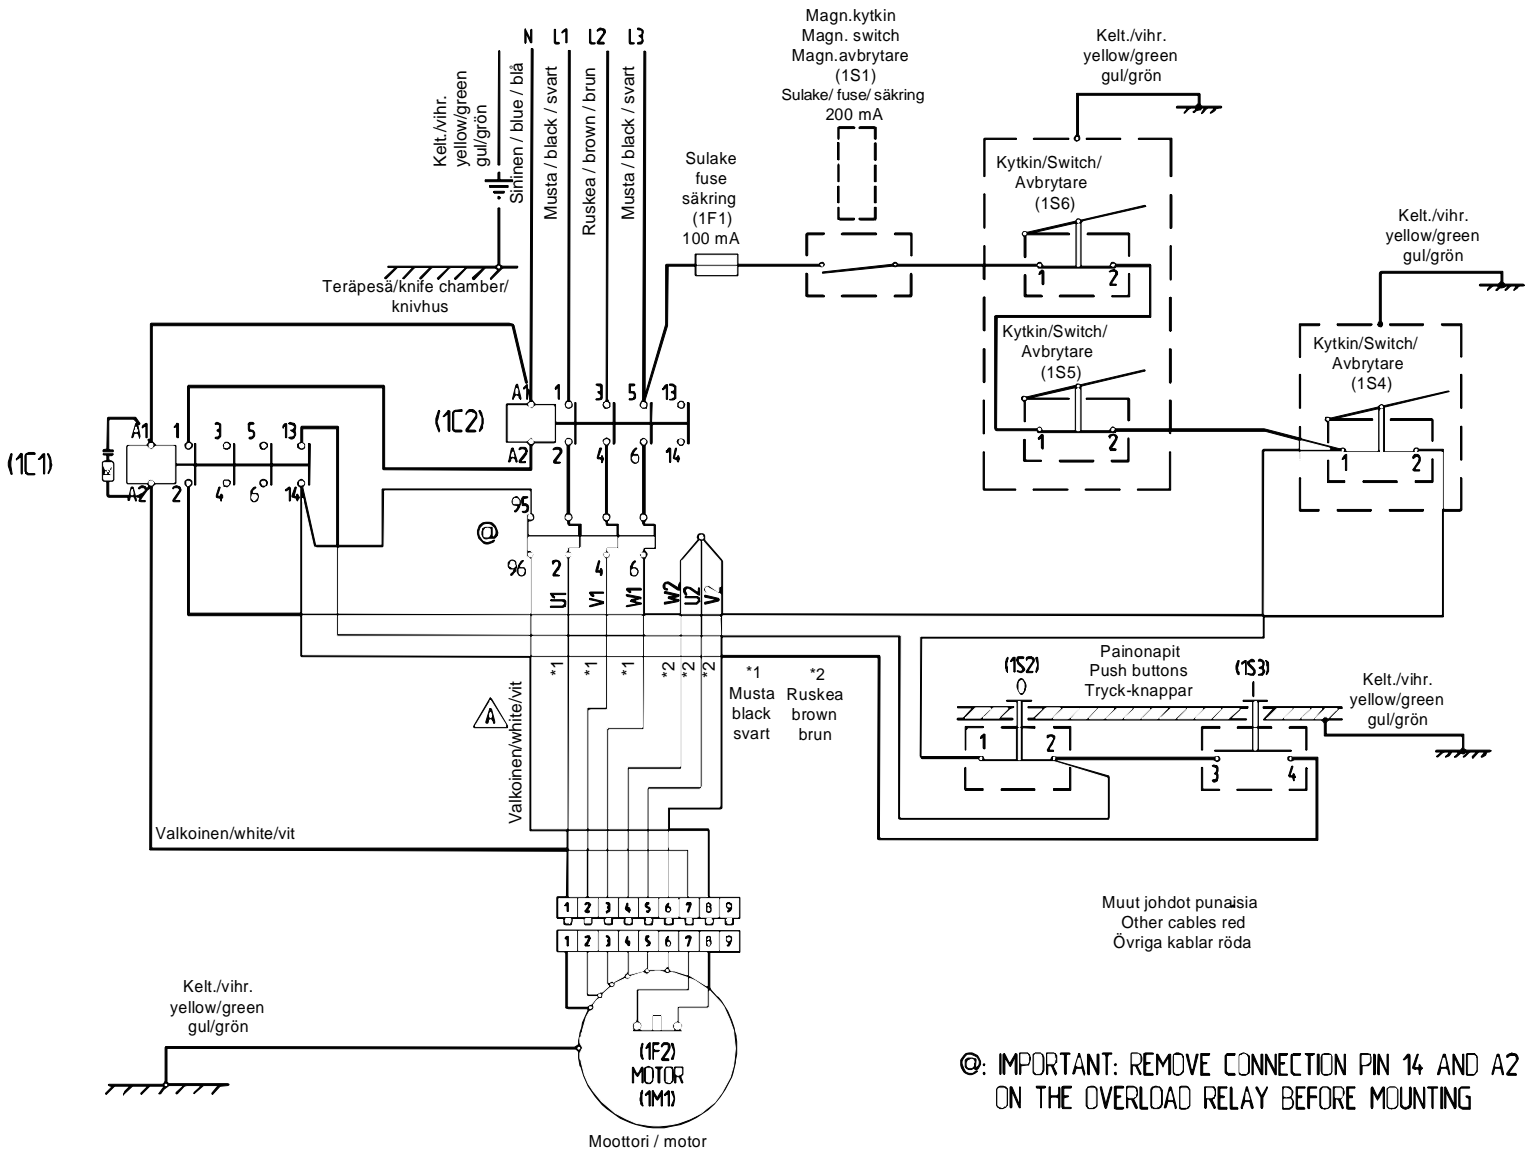 Magn.kytkin
Magn. switch
Magn.avbrytare
(1S1)
Sulake/ fuse/ säkring
200 mA
N L1 L2 L3
Kelt./vihr.
yellow/green
gul/grön
Kelt./vihr.
yellow/green
gul/grön
Sininen / blue / blå
Musta / black / svart
Ruskea / brown / brun
Musta / black / svart
Sulake
fuse
säkring
(1F1)
100 mA
Kytkin/Switch/
Avbrytare
(1S6)
1 2
Kelt./vihr.
yellow/green
gul/grön
Teräpesä/knife chamber/
knivhus
Kytkin/Switch/
Avbrytare
(1S5)
1 2
Kytkin/Switch/
Avbrytare
(1S4)
1 2
(1C2)
A1 1 3 5 13
A2 2 4 6 14
(1C1)
A1 1 3 5 13
A2 2 4 6 14
@
95
96 2 4 6
U1 V1 W1 W2 U2 V2
*1 *1 *1 *2 *2 *2
*1
Musta
black
svart
*2
Ruskea
brown
brun
A
Valkoinen/white/vit
Valkoinen/white/vit
(1S2)
0
Painonapit
Push buttons
Tryck-knappar
(1S3)
I
Kelt./vihr.
yellow/green
gul/grön
1 2
3 4
1 2 3 4 5 6 7 8 9
1 2 3 4 5 6 7 8 9
Muut johdot punaisia
Other cables red
Övriga kablar röda
Kelt./vihr.
yellow/green
gul/grön
(1F2)
MOTOR
(1M1)
Moottori / motor
@: IMPORTANT: REMOVE CONNECTION PIN 14 AND A2
ON THE OVERLOAD RELAY BEFORE MOUNTING